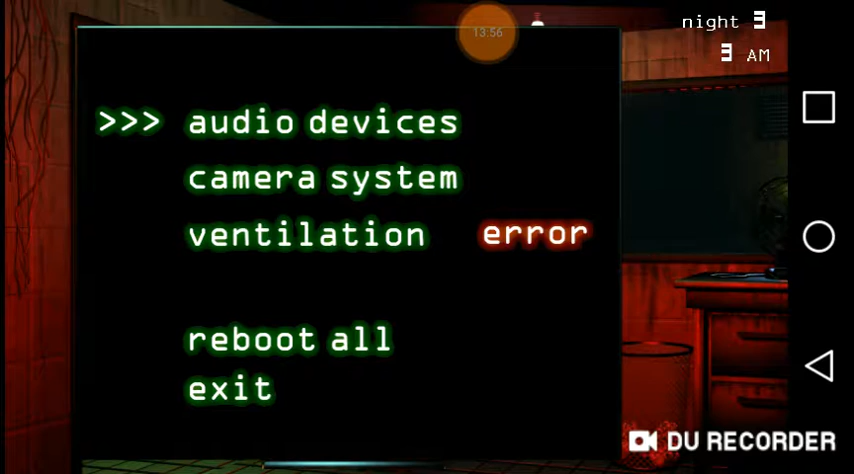 13:56
night 3
3 AM
>>> audio devices
camera system
ventilation error
reboot all
exit
DU RECORDER